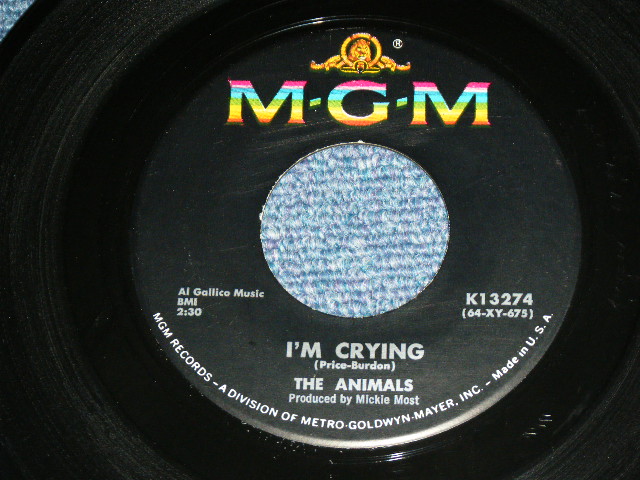 ®
M-G-M
Al Gallico Music
BMI
2:30
K13274
(64-XY-675)
I'M CRYING
(Price-Burdon)
THE ANIMALS
Produced by Mickie Most
MGM RECORDS – A DIVISION OF METRO-GOLDWYN-MAYER, INC. – Made in U. S. A.